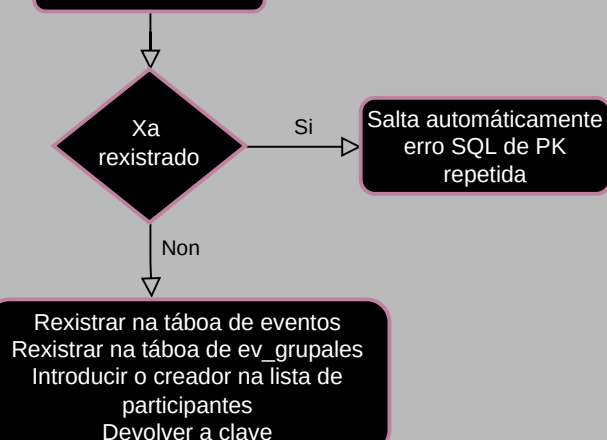 Xa
rexistrado
Si
Salta automáticamente
erro SQL de PK
repetida
Non
Rexistrar na táboa de eventos
Rexistrar na táboa de ev_grupales
Introducir o creador na lista de
participantes
Devolver a clave